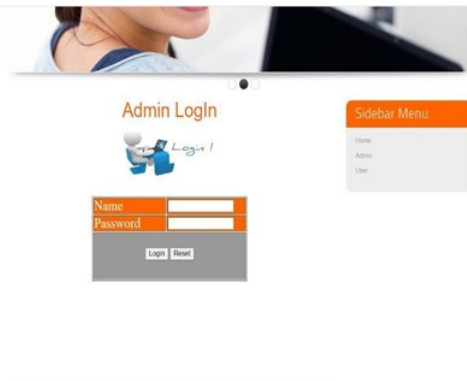 Admin LogIn
Login !
Name
Password
Login Reset
Sidebar Menu
Home
Admin
User